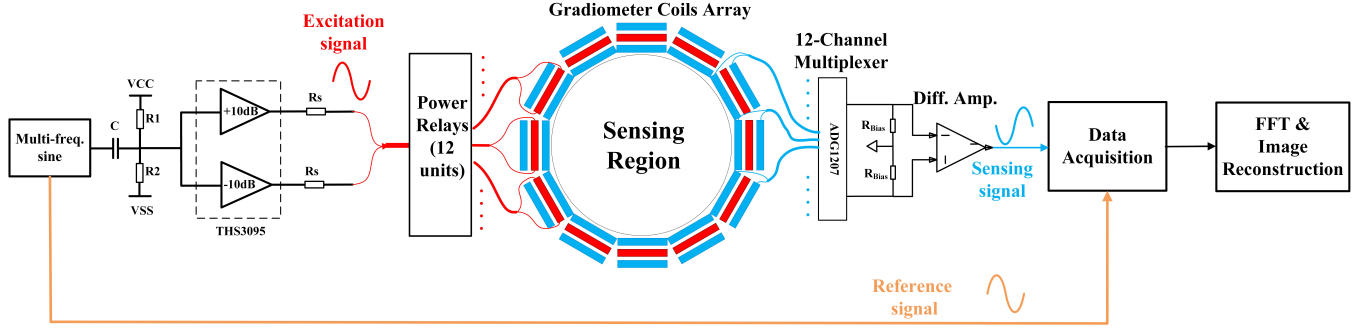 Gradiometer Coils Array
Excitation
signal
12-Channel
Multiplexer
VCC
R1
C
R2
VSS
Multi-freq.
sine
+10dB
-10dB
Rs
Rs
THS3095
Power
Relays
(12
units)
Sensing
Region
ADG1207
RBias
RBias
Diff. Amp.
Sensing
signal
Data
Acquisition
FFT &
Image
Reconstruction
Reference
signal